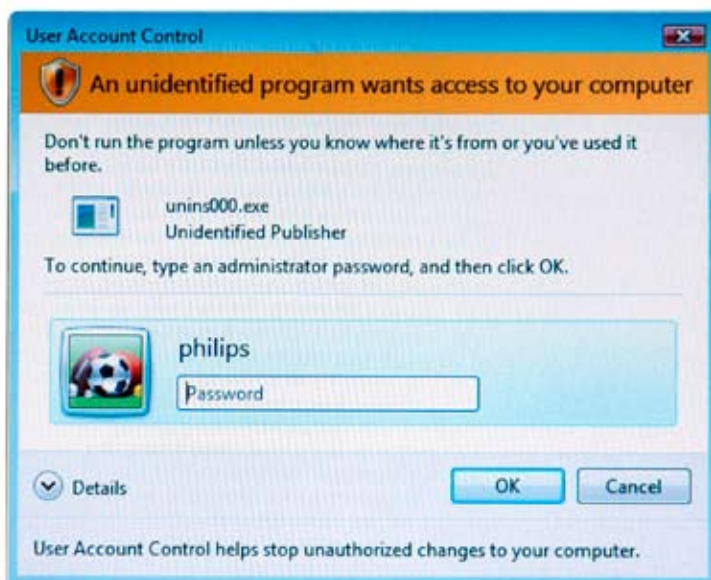 User Account Control
An unidentified program wants access to your computer
Don't run the program unless you know where it's from or you've used it
before.
unins000.exe
Unidentified Publisher
To continue, type an administrator password, and then click OK.
philips
Password
Details
OK
Cancel
User Account Control helps stop unauthorized changes to your computer.